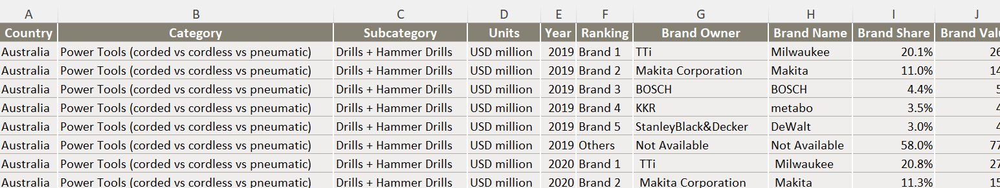 A B C D E F G H I J
Country Category Subcategory Units Year Ranking Brand Owner Brand Name Brand Share Brand Valu
Australia Power Tools (corded vs cordless vs pneumatic) Drills + Hammer Drills USD million 2019 Brand 1 TTi Milwaukee 20.1% 26
Australia Power Tools (corded vs cordless vs pneumatic) Drills + Hammer Drills USD million 2019 Brand 2 Makita Corporation Makita 11.0% 14
Australia Power Tools (corded vs cordless vs pneumatic) Drills + Hammer Drills USD million 2019 Brand 3 BOSCH BOSCH 4.4% 5
Australia Power Tools (corded vs cordless vs pneumatic) Drills + Hammer Drills USD million 2019 Brand 4 KKR metabo 3.5% 4
Australia Power Tools (corded vs cordless vs pneumatic) Drills + Hammer Drills USD million 2019 Brand 5 StanleyBlack&Decker DeWalt 3.0% 4
Australia Power Tools (corded vs cordless vs pneumatic) Drills + Hammer Drills USD million 2019 Others Not Available Not Available 58.0% 77
Australia Power Tools (corded vs cordless vs pneumatic) Drills + Hammer Drills USD million 2020 Brand 1 TTi Milwaukee 20.8% 27
Australia Power Tools (corded vs cordless vs pneumatic) Drills + Hammer Drills USD million 2020 Brand 2 Makita Corporation Makita 11.3% 15